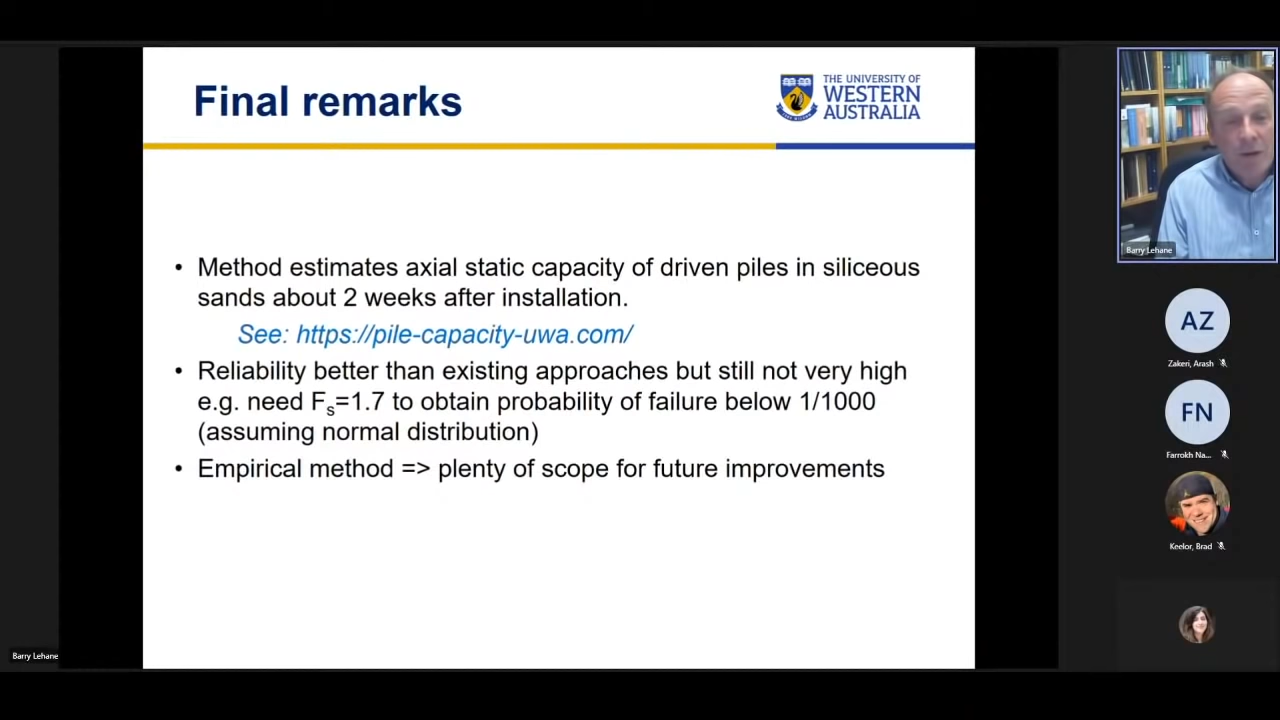 Final remarks
THE UNIVERSITY OF
WESTERN
AUSTRALIA
• Method estimates axial static capacity of driven piles in siliceous
sands about 2 weeks after installation.
See: https://pile-capacity-uwa.com/
• Reliability better than existing approaches but still not very high
e.g. need Fs=1.7 to obtain probability of failure below 1/1000
(assuming normal distribution)
• Empirical method => plenty of scope for future improvements
Barry Lehane
AZ
Zakeri, Arash
FN
Farrokh Na...
Keelor, Brad
Barry Lehane